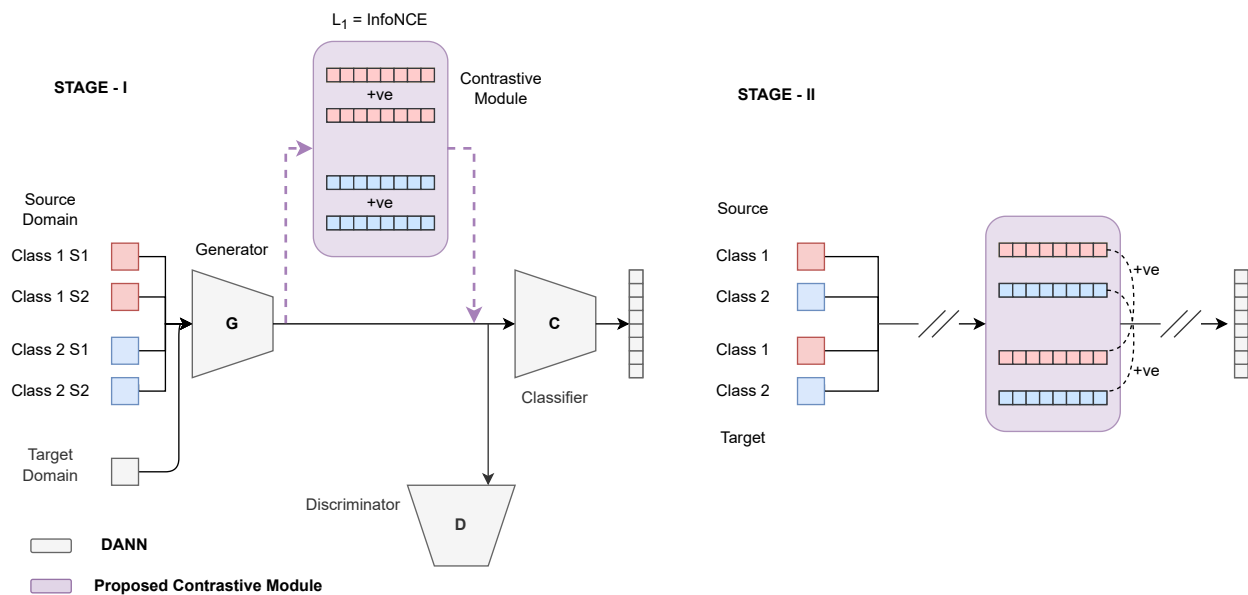 L1 = InfoNCE
STAGE - I
Contrastive
Module
+ve
+ve
Source
Domain
Class 1 S1
Class 1 S2
Class 2 S1
Class 2 S2
Generator
G
C
Classifier
Target
Domain
Discriminator
D
DANN
Proposed Contrastive Module
STAGE - II
Source
Class 1
Class 2
Class 1
Class 2
Target
+ve
+ve